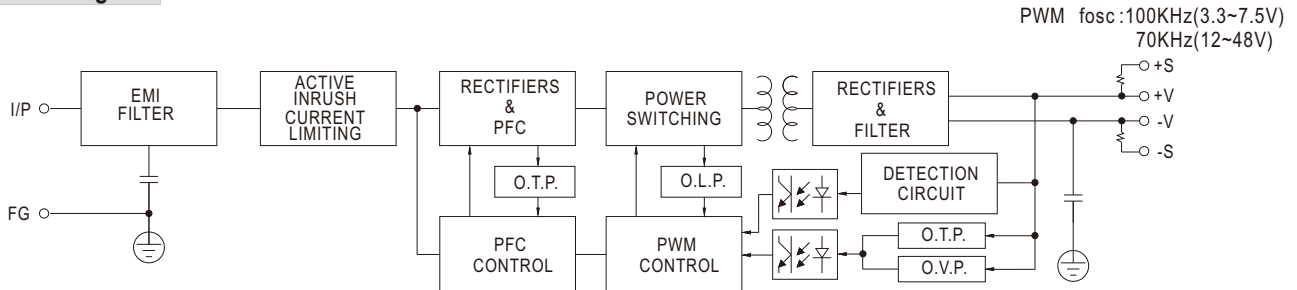 PWM fosc:100KHz(3.3~7.5V)
70KHz(12~48V)
I/P
EMI
FILTER
ACTIVE
INRUSH
CURRENT
LIMITING
RECTIFIERS
&
PFC
POWER
SWITCHING
RECTIFIERS
&
FILTER
+S
+V
-V
-S
O.T.P.
O.L.P.
DETECTION
CIRCUIT
FG
PFC
CONTROL
PWM
CONTROL
O.T.P.
O.V.P.